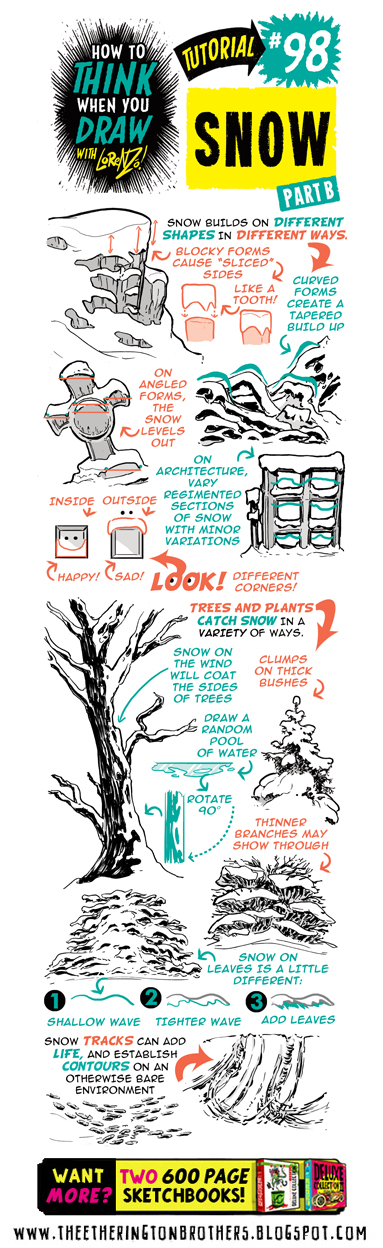 HOW TO
THINK
WHEN YOU
DRAW
WITH LORENZO!
TUTORIAL
#98
SNOW
PART B
SNOW BUILDS ON DIFFERENT
SHAPES IN DIFFERENT WAYS.
BLOCKY FORMS
CAUSE "SLICED"
SIDES
LIKE A
TOOTH!
CURVED
FORMS
CREATE A
TAPERED
BUILD UP
ON
ANGLED
FORMS,
THE
SNOW
LEVELS
OUT
ON
ARCHITECTURE,
VARY
REGIMENTED
SECTIONS
OF SNOW
WITH MINOR
VARIATIONS
INSIDE
OUTSIDE
HAPPY!
SAD!
LOOK!
DIFFERENT
CORNERS!
TREES AND PLANTS
CATCH SNOW IN A
VARIETY OF WAYS.
SNOW ON
THE WIND
WILL COAT
THE SIDES
OF TREES
CLUMPS
ON THICK
BUSHES
DRAW A
RANDOM
POOL
OF WATER
ROTATE
90°
THINNER
BRANCHES MAY
SHOW THROUGH
SNOW ON
LEAVES IS A LITTLE
DIFFERENT:
1
2
3
SHALLOW WAVE
TIGHTER WAVE
ADD LEAVES
SNOW TRACKS CAN ADD
LIFE, AND ESTABLISH
CONTOURS ON AN
OTHERWISE BARE
ENVIRONMENT
WANT
MORE?
TWO 600 PAGE
SKETCHBOOKS!
DELUXE
WWW.THEETHERINGTONBROTHERS.BLOGSPOT.COM